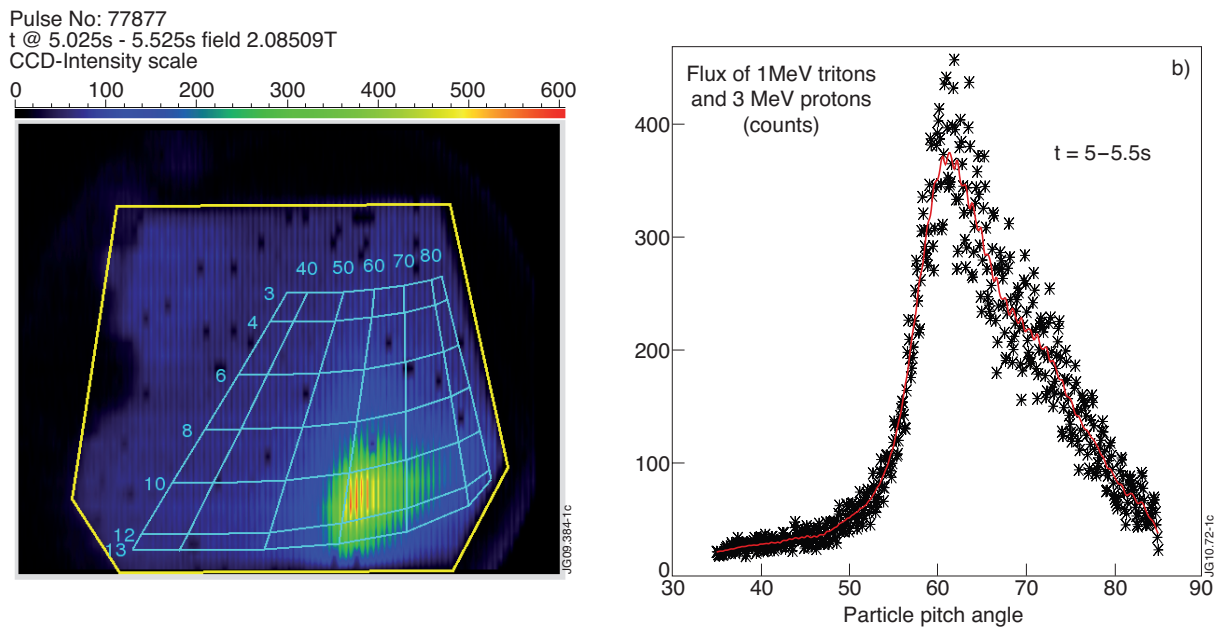 Pulse No: 77877
t @ 5.025s - 5.525s field 2.08509T
CCD-Intensity scale
0 100 200 300 400 500 600
40 50 60 70 80
3
4
6
8
10
12
13
JG09.384-1c
b)
Flux of 1MeV tritons
and 3 MeV protons
(counts)
t = 5–5.5s
400
300
200
100
0
30 40 50 60 70 80 90
Particle pitch angle
JG10.72-1c